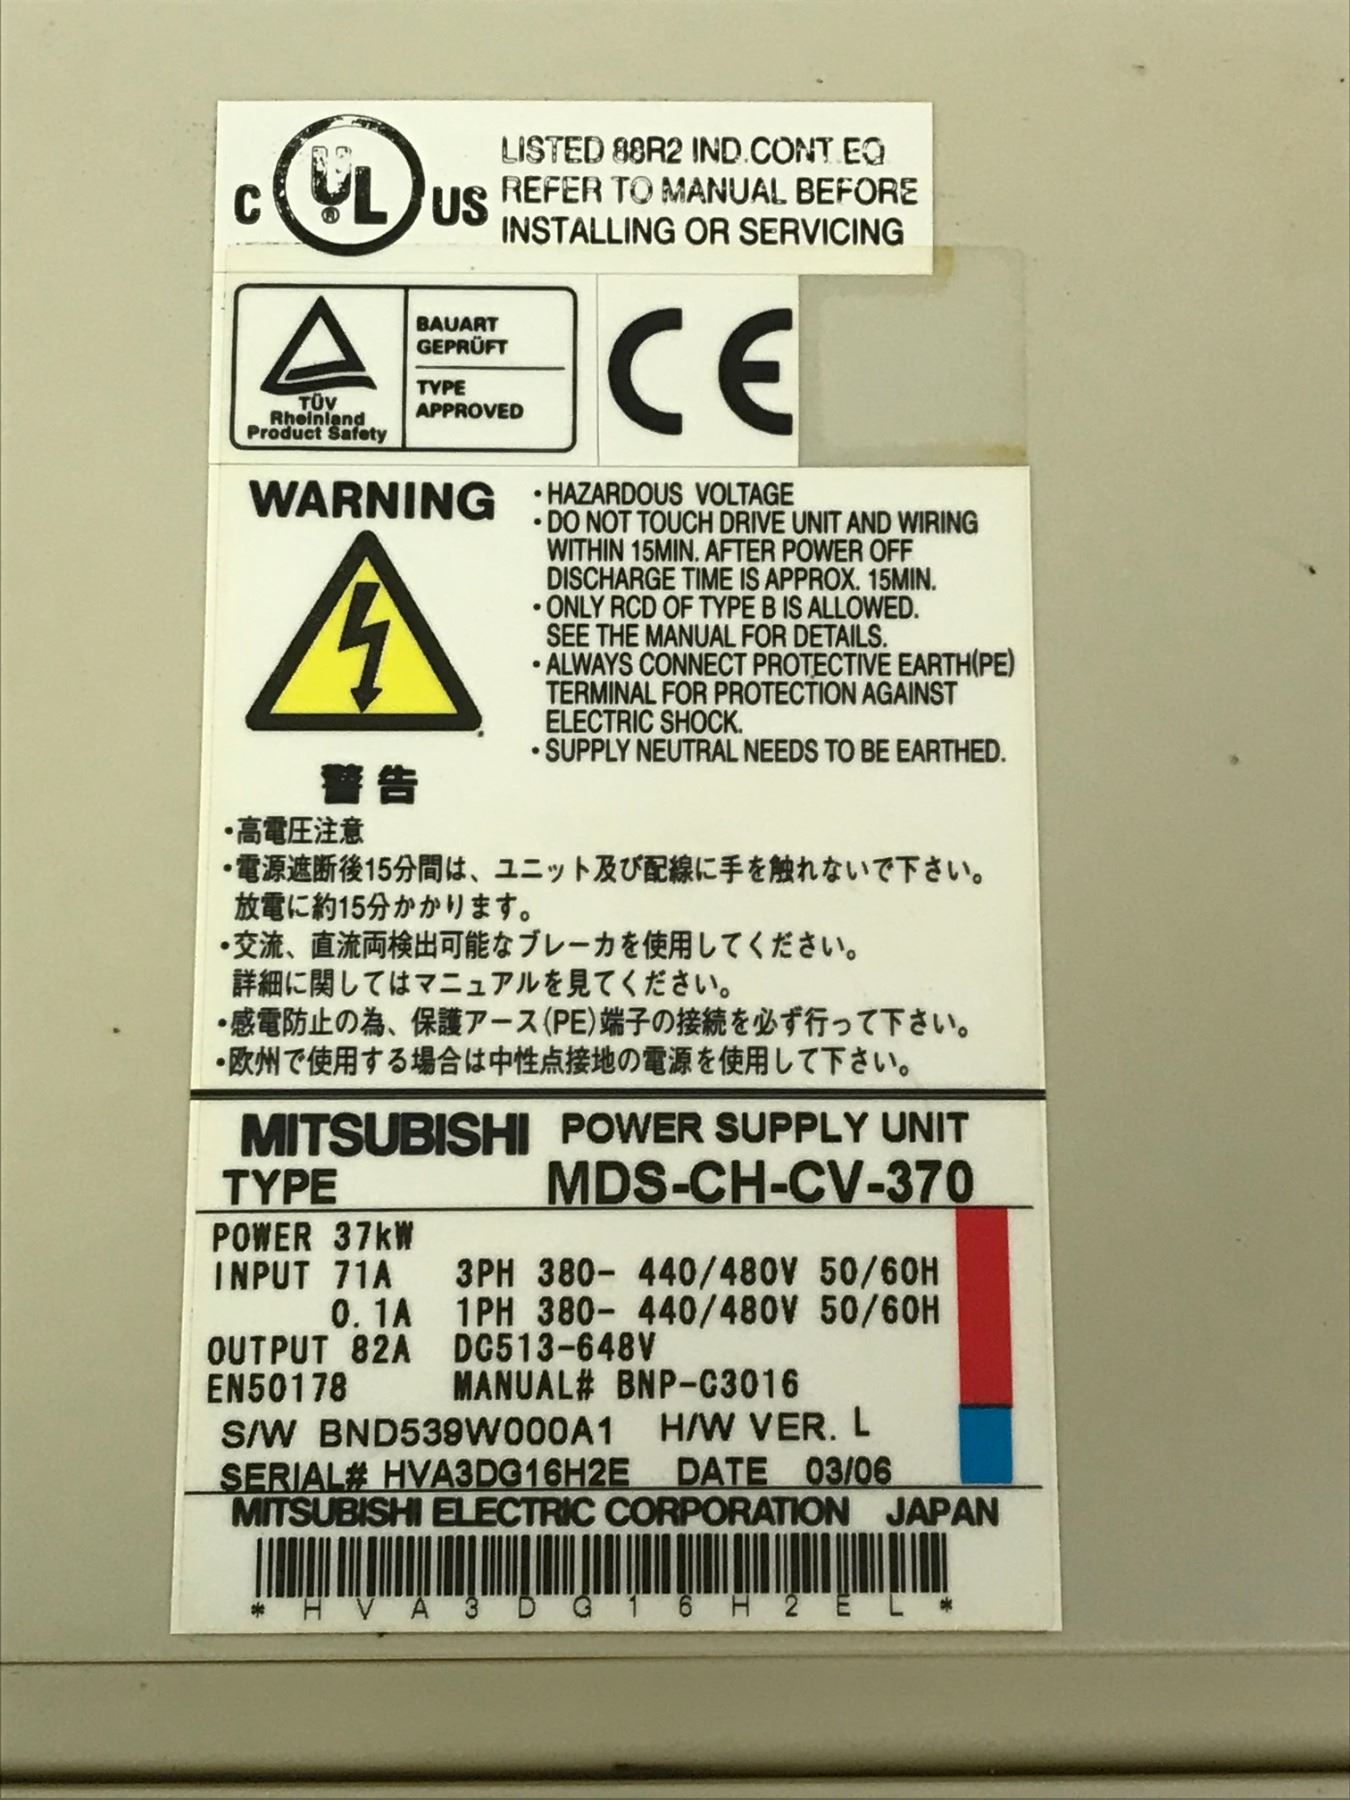 C UL® US
LISTED 88R2 IND.CONT.EQ
REFER TO MANUAL BEFORE
INSTALLING OR SERVICING
TÜV
Rheinland
Product Safety
BAUART
GEPRÜFT
TYPE
APPROVED
CE
WARNING
・HAZARDOUS VOLTAGE
・DO NOT TOUCH DRIVE UNIT AND WIRING
WITHIN 15MIN. AFTER POWER OFF
DISCHARGE TIME IS APPROX. 15MIN.
・ONLY RCD OF TYPE B IS ALLOWED.
SEE THE MANUAL FOR DETAILS.
・ALWAYS CONNECT PROTECTIVE EARTH(PE)
TERMINAL FOR PROTECTION AGAINST
ELECTRIC SHOCK.
・SUPPLY NEUTRAL NEEDS TO BE EARTHED.
警告
・高電圧注意
・電源遮断後15分間は、ユニット及び配線に手を触れないで下さい。
放電に約15分かかります。
・交流、直流両検出可能なブレーカを使用してください。
詳細に関してはマニュアルを見てください。
・感電防止の為、保護アース(PE)端子の接続を必ず行って下さい。
・欧州で使用する場合は中性点接地の電源を使用して下さい。
MITSUBISHI POWER SUPPLY UNIT
TYPE MDS-CH-CV-370
POWER 37kW
INPUT 71A 3PH 380- 440/480V 50/60H
0.1A 1PH 380- 440/480V 50/60H
OUTPUT 82A DC513-648V
EN50178 MANUAL# BNP-C3016
S/W BND539W000A1 H/W VER. L
SERIAL# HVA3DG16H2E DATE 03/06
MITSUBISHI ELECTRIC CORPORATION JAPAN
* H V A 3 D G 1 6 H 2 E L *